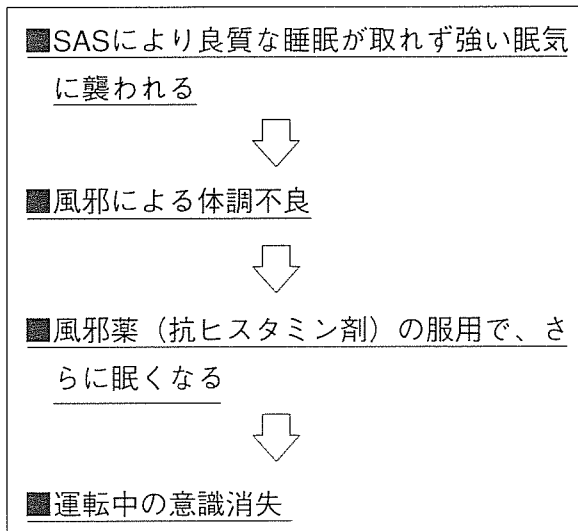 ■SASにより良質な睡眠が取れず強い眠気
に襲われる
■風邪による体調不良
■風邪薬（抗ヒスタミン剤）の服用で、さ
らに眠くなる
■運転中の意識消失